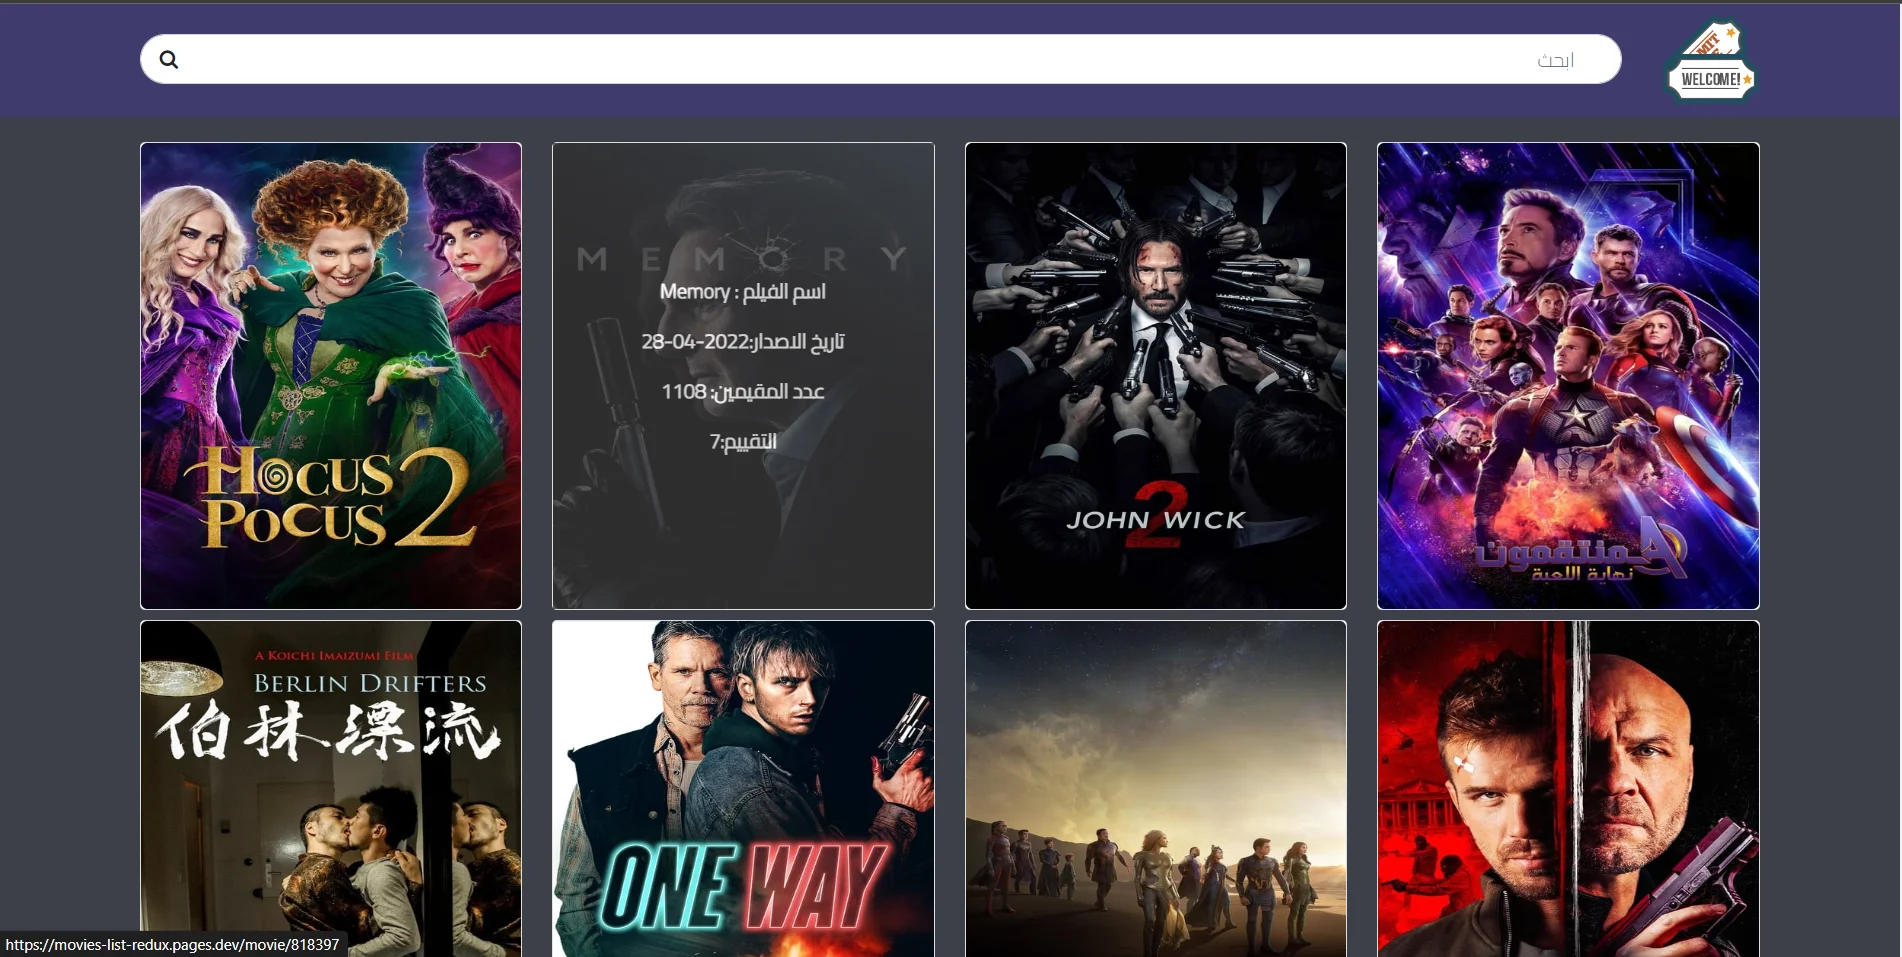 ابحث
MIT
WELCOME!
HOCUS
POCUS 2
MEMORY
اسم الفيلم : Memory
تاريخ الاصدار:2022-04-28
عدد المقيمين: 1108
التقييم:7
2
JOHN WICK
المنتقمون
نهاية اللعبة
A KOICHI IMAIZUMI FILM
BERLIN DRIFTERS
伯林漂流
ONE WAY
https://movies-list-redux.pages.dev/movie/818397